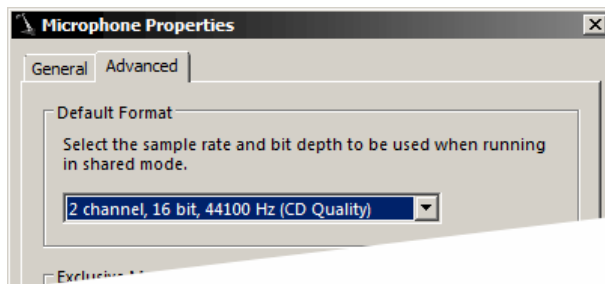 Microphone Properties
General Advanced
Default Format
Select the sample rate and bit depth to be used when running
in shared mode.
2 channel, 16 bit, 44100 Hz (CD Quality)